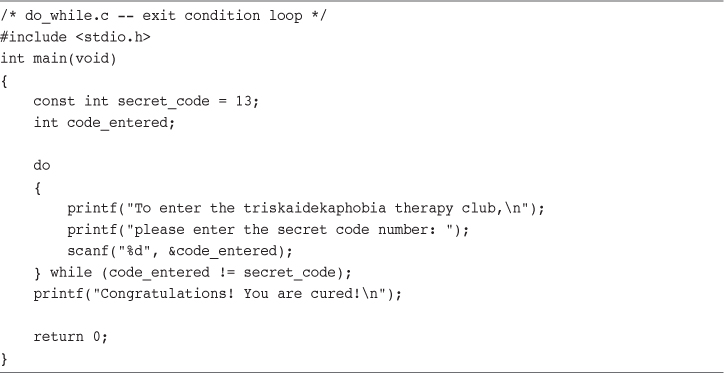 /* do_while.c -- exit condition loop */
#include <stdio.h>
int main(void)
{
    const int secret_code = 13;
    int code_entered;

    do
    {
        printf("To enter the triskaidekaphobia therapy club,\n");
        printf("please enter the secret code number: ");
        scanf("%d", &code_entered);
    } while (code_entered != secret_code);
    printf("Congratulations! You are cured!\n");

    return 0;
}